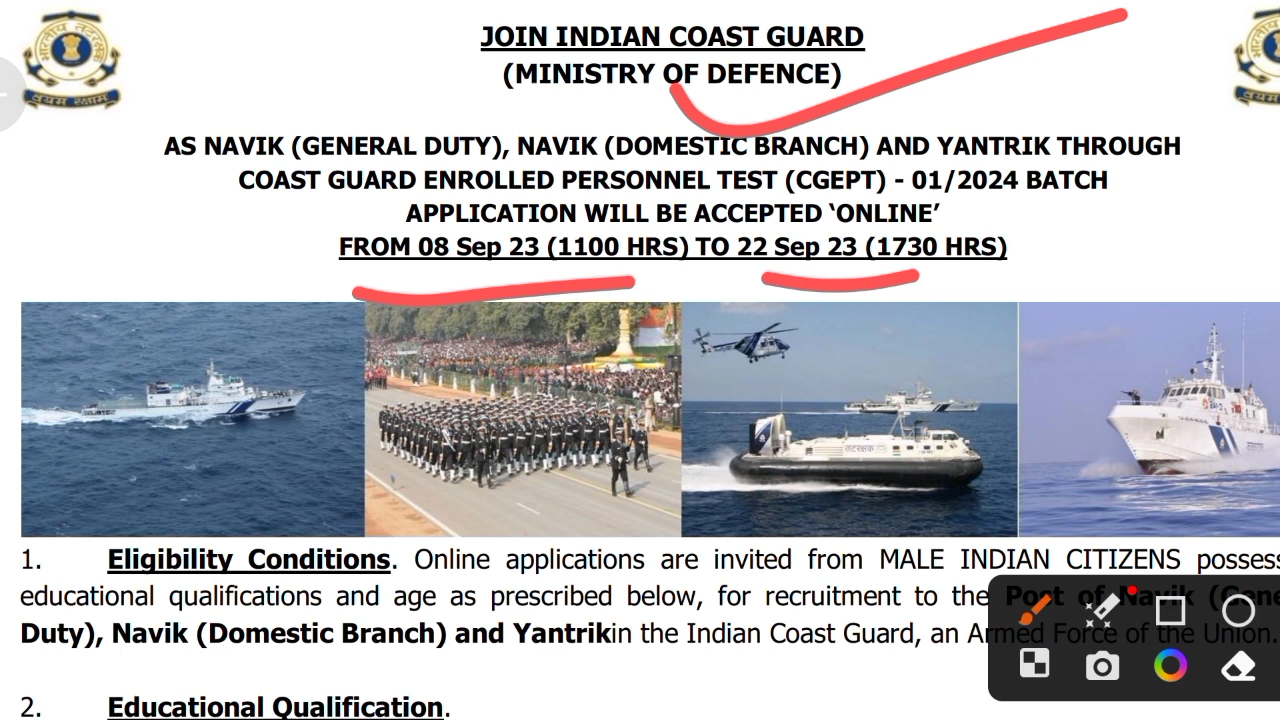 JOIN INDIAN COAST GUARD
(MINISTRY OF DEFENCE)
AS NAVIK (GENERAL DUTY), NAVIK (DOMESTIC BRANCH) AND YANTRIK THROUGH
COAST GUARD ENROLLED PERSONNEL TEST (CGEPT) - 01/2024 BATCH
APPLICATION WILL BE ACCEPTED ‘ONLINE’
FROM 08 Sep 23 (1100 HRS) TO 22 Sep 23 (1730 HRS)
1. Eligibility Conditions. Online applications are invited from MALE INDIAN CITIZENS possess
educational qualifications and age as prescribed below, for recruitment to the Post of Navik (Gene
Duty), Navik (Domestic Branch) and Yantrikin the Indian Coast Guard, an Armed Force of the Union.
2. Educational Qualification.